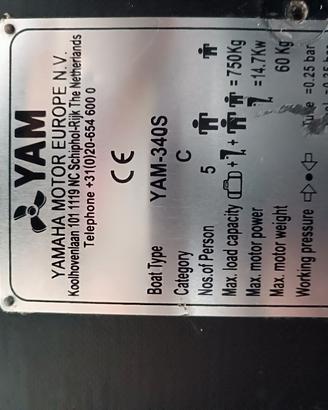 YAM
YAMAHA MOTOR EUROPE N.V.
Koolhovenlaan 101 1119 NC Schiphol-Rijk The Netherlands
Telephone +31(0)20-654 600 0
CE
Boat Type YAM-340S
Category C
Nos.of Person 5
Max. load capacity + + = 750Kg
Max. motor power =14.7Kw
Max. motor weight 60 Kg
Working pressure =0.25 bar